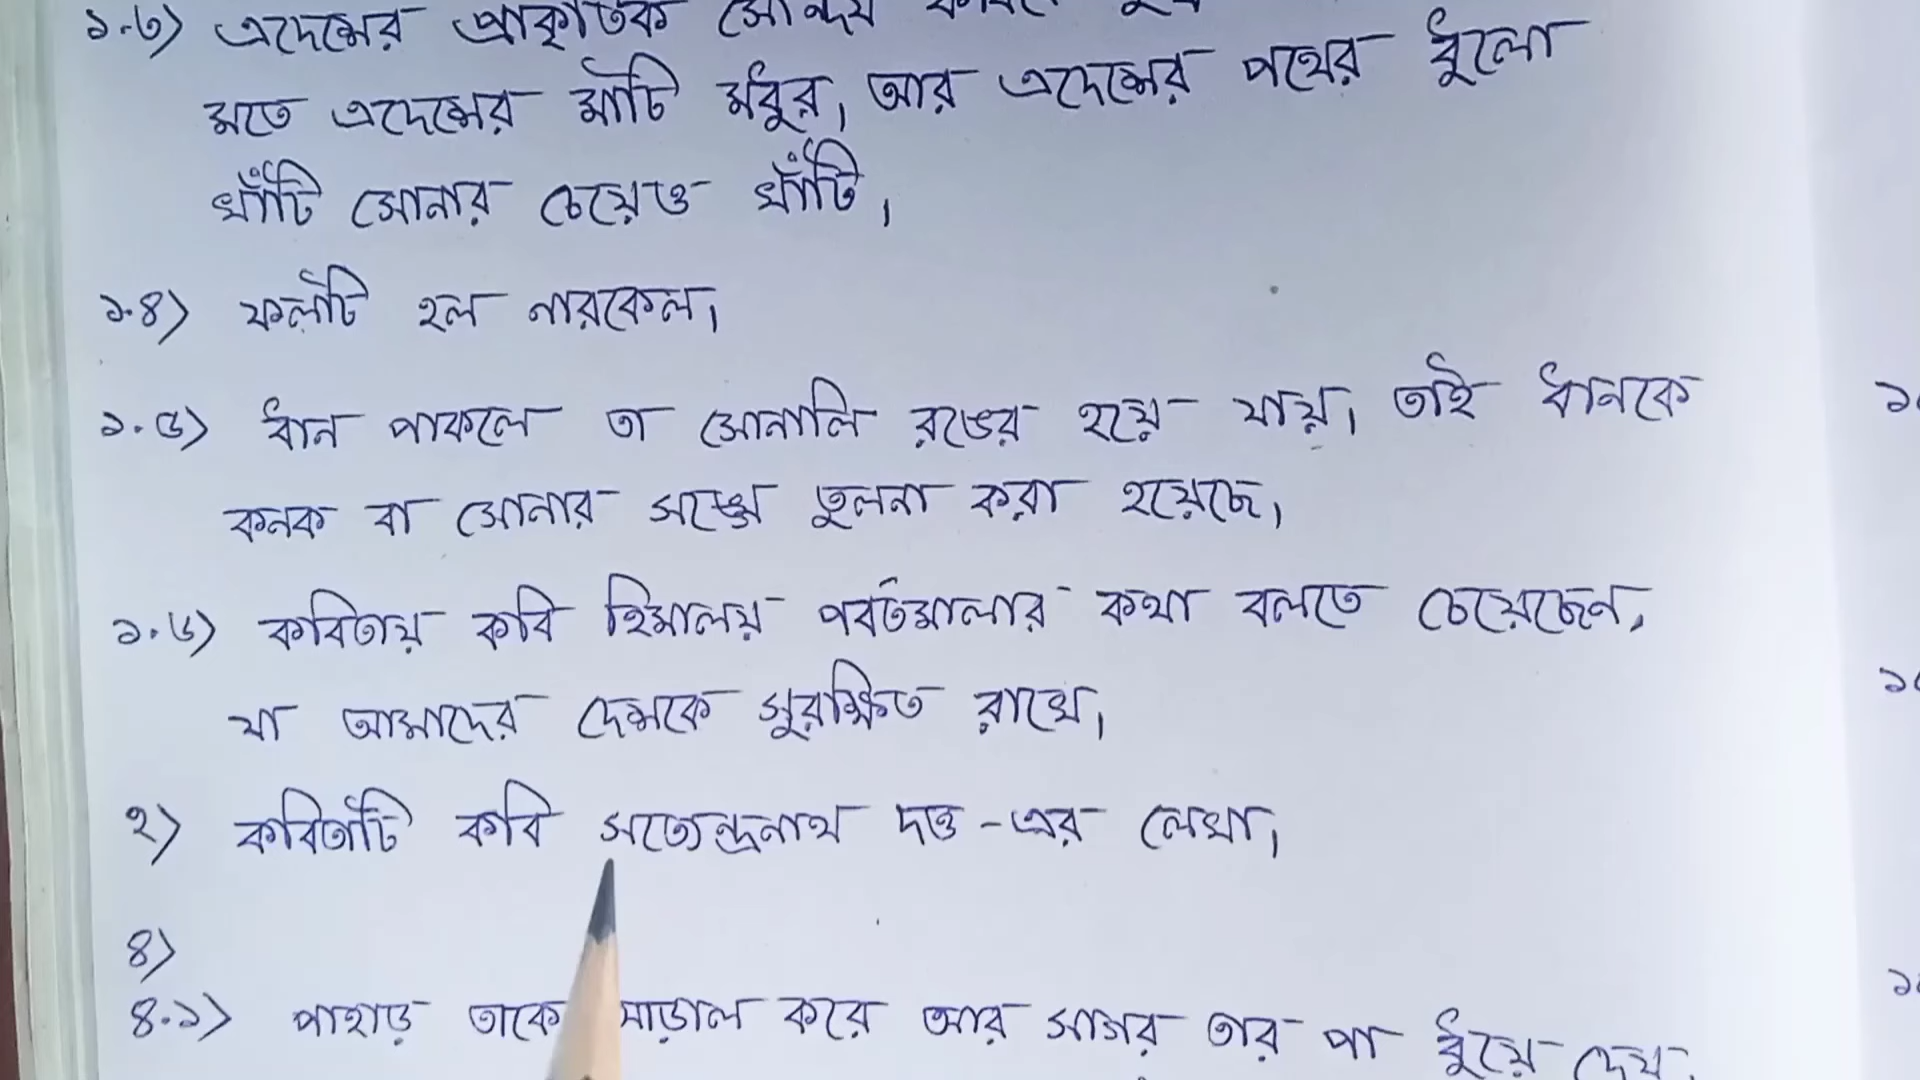 ১.৩) এদেশের প্রাকৃতিক সৌন্দর্য
মতে এদেশের মাটি মধুর, আর এদেশের পথের ধুলো
খাঁটি সোনার চেয়েও খাঁটি।
১.৪) ফলটি হল নারকেল।
১.৫) ধান পাকলে তা সোনালি রঙের হয়ে যায়। তাই ধানকে
কনক বা সোনার সঙ্গে তুলনা করা হয়েছে।
১.৬) কবিতায় কবি হিমালয় পর্বতমালার কথা বলতে চেয়েছেন,
যা আমাদের দেশকে সুরক্ষিত রাখে।
২) কবিতাটি কবি সত্যেন্দ্রনাথ দত্ত-এর লেখা।
৪)
৪.১) পাহাড় তাকে আড়াল করে আর সাগর তার পা ধুয়ে দেয়।